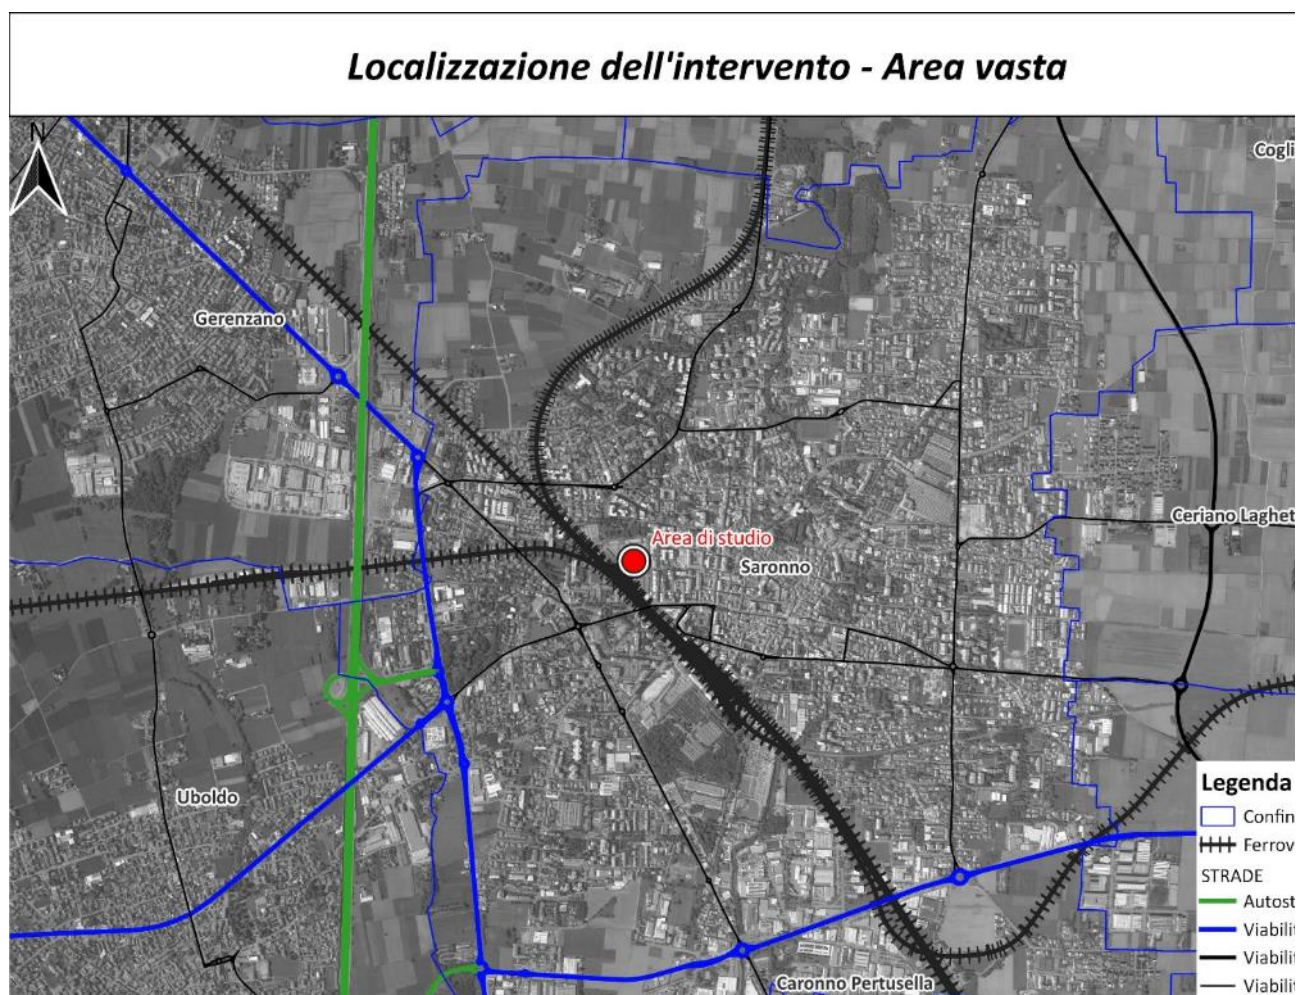 Localizzazione dell'intervento - Area vasta
N
Cogli
Gerenzano
Ceriano Laghet
Area di studio
Saronno
Uboldo
Legenda
Confin
Ferrov
STRADE
Autost
Viabilit
Viabilit
Viabilit
Caronno Pertusella